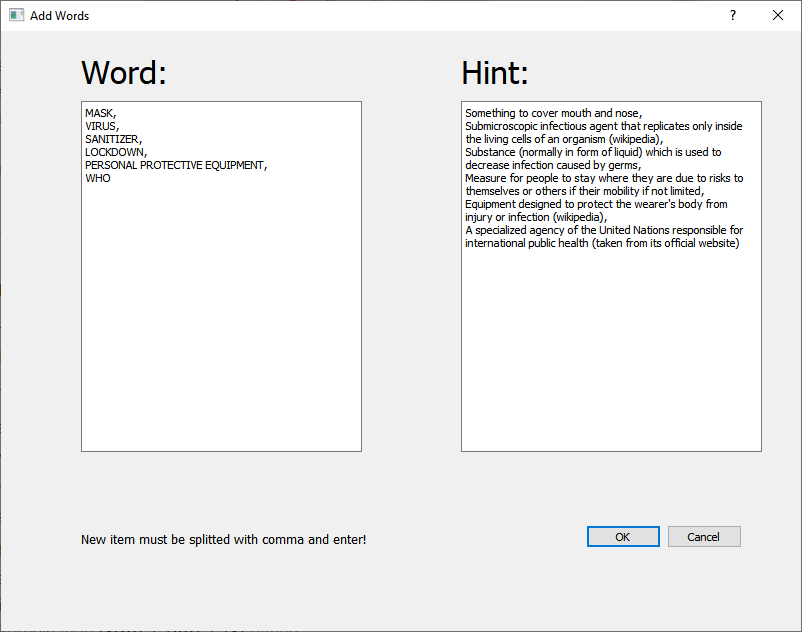 Add Words
?
Word:
Hint:
MASK,
VIRUS,
SANITIZER,
LOCKDOWN,
PERSONAL PROTECTIVE EQUIPMENT,
WHO
Something to cover mouth and nose,
Submicroscopic infectious agent that replicates only inside
the living cells of an organism (wikipedia),
Substance (normally in form of liquid) which is used to
decrease infection caused by germs,
Measure for people to stay where they are due to risks to
themselves or others if their mobility if not limited,
Equipment designed to protect the wearer's body from
injury or infection (wikipedia),
A specialized agency of the United Nations responsible for
international public health (taken from its official website)
New item must be splitted with comma and enter!
OK
Cancel